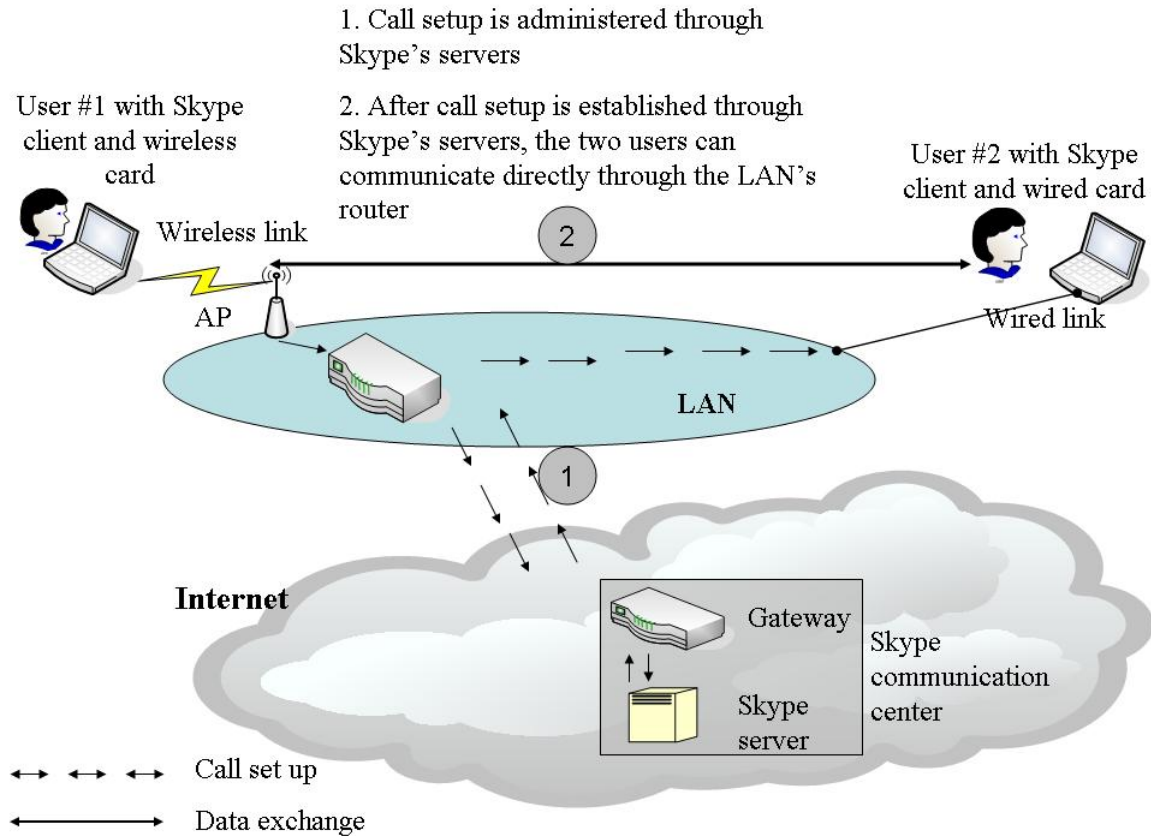 1. Call setup is administered through
Skype’s servers
2. After call setup is established through
Skype’s servers, the two users can
communicate directly through the LAN’s
router
User #1 with Skype
client and wireless
card
User #2 with Skype
client and wired card
Wireless link
2
AP
Wired link
LAN
1
Internet
Gateway
Skype
communication
center
Skype
server
Call set up
Data exchange